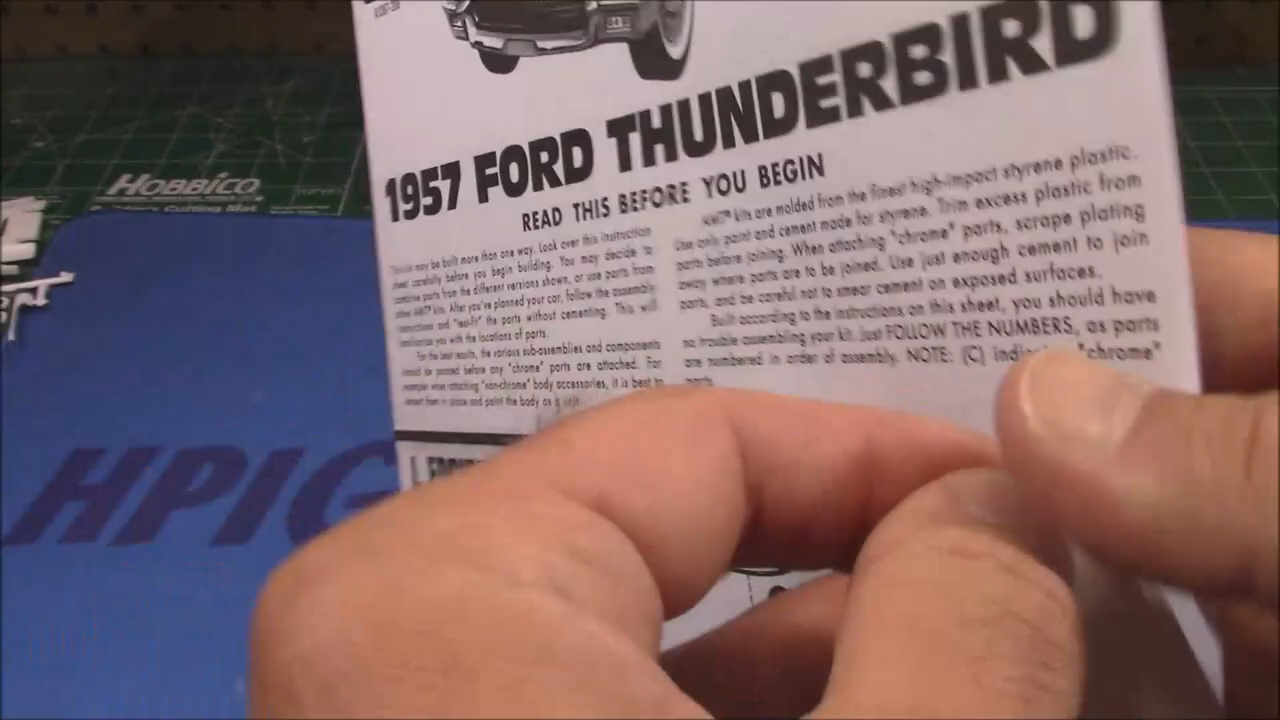 HOBBICO
Cutting Mat
1957 FORD THUNDERBIRD
READ THIS BEFORE YOU BEGIN
may be built more than one way. Look over this instruction
sheet carefully before you begin building. You may decide to
combine parts from the different versions shown, or use parts from
other AMT® kits. After you've planned your car, follow the assembly
instructions and "test-fit" the parts without cementing. This will
familiarize you with the locations of parts.
For the best results, the various sub-assemblies and components
should be painted before any "chrome" parts are attached. For
example when attaching "non-chrome" body accessories, it is best to
cement them in place and paint the body as a unit.
AMT® kits are molded from the finest high-impact styrene plastic.
Use only paint and cement made for styrene. Trim excess plastic from
parts before joining. When attaching "chrome" parts, scrape plating
away where parts are to be joined. Use just enough cement to join
parts, and be careful not to smear cement on exposed surfaces.
Built according to the instructions on this sheet, you should have
no trouble assembling your kit. Just FOLLOW THE NUMBERS, as parts
are numbered in order of assembly. NOTE: (C) "chrome"
parts.
HPIG